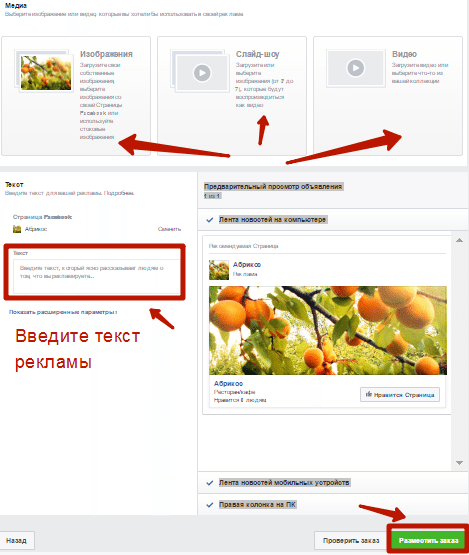 Медиа
Выберите изображение или видео, которые вы хотели бы использовать в своей рекламе
Изображения
Загрузите свои
собственные
изображения,
выберите
изображения со
своей Страницы
Facebook или
используйте
стоковые
изображения
Слайд-шоу
Загрузите или
выберите
изображения (от 3 до
7), которые будут
воспроизводиться
как видео
Видео
Загрузите видео или
выберите что-то из
вашей коллекции
Текст
Введите текст для вашей рекламы. Подробнее.
Страница Facebook
Абрикос
Сменить
Текст
Введите текст, который ясно рассказывает людям о
том, что вы рекламируете...
Показать расширенные параметры
Введите текст
рекламы
Предварительный просмотр объявления
1 из 1
Лента новостей на компьютере
Рекомендуемая Страница
Абрикос
Реклама
Абрикос
Ресторан/кафе
Нравится 8 людям
Нравится Страница
Лента новостей мобильных устройств
Правая колонка на ПК
Назад
Проверить заказ
Разместить заказ